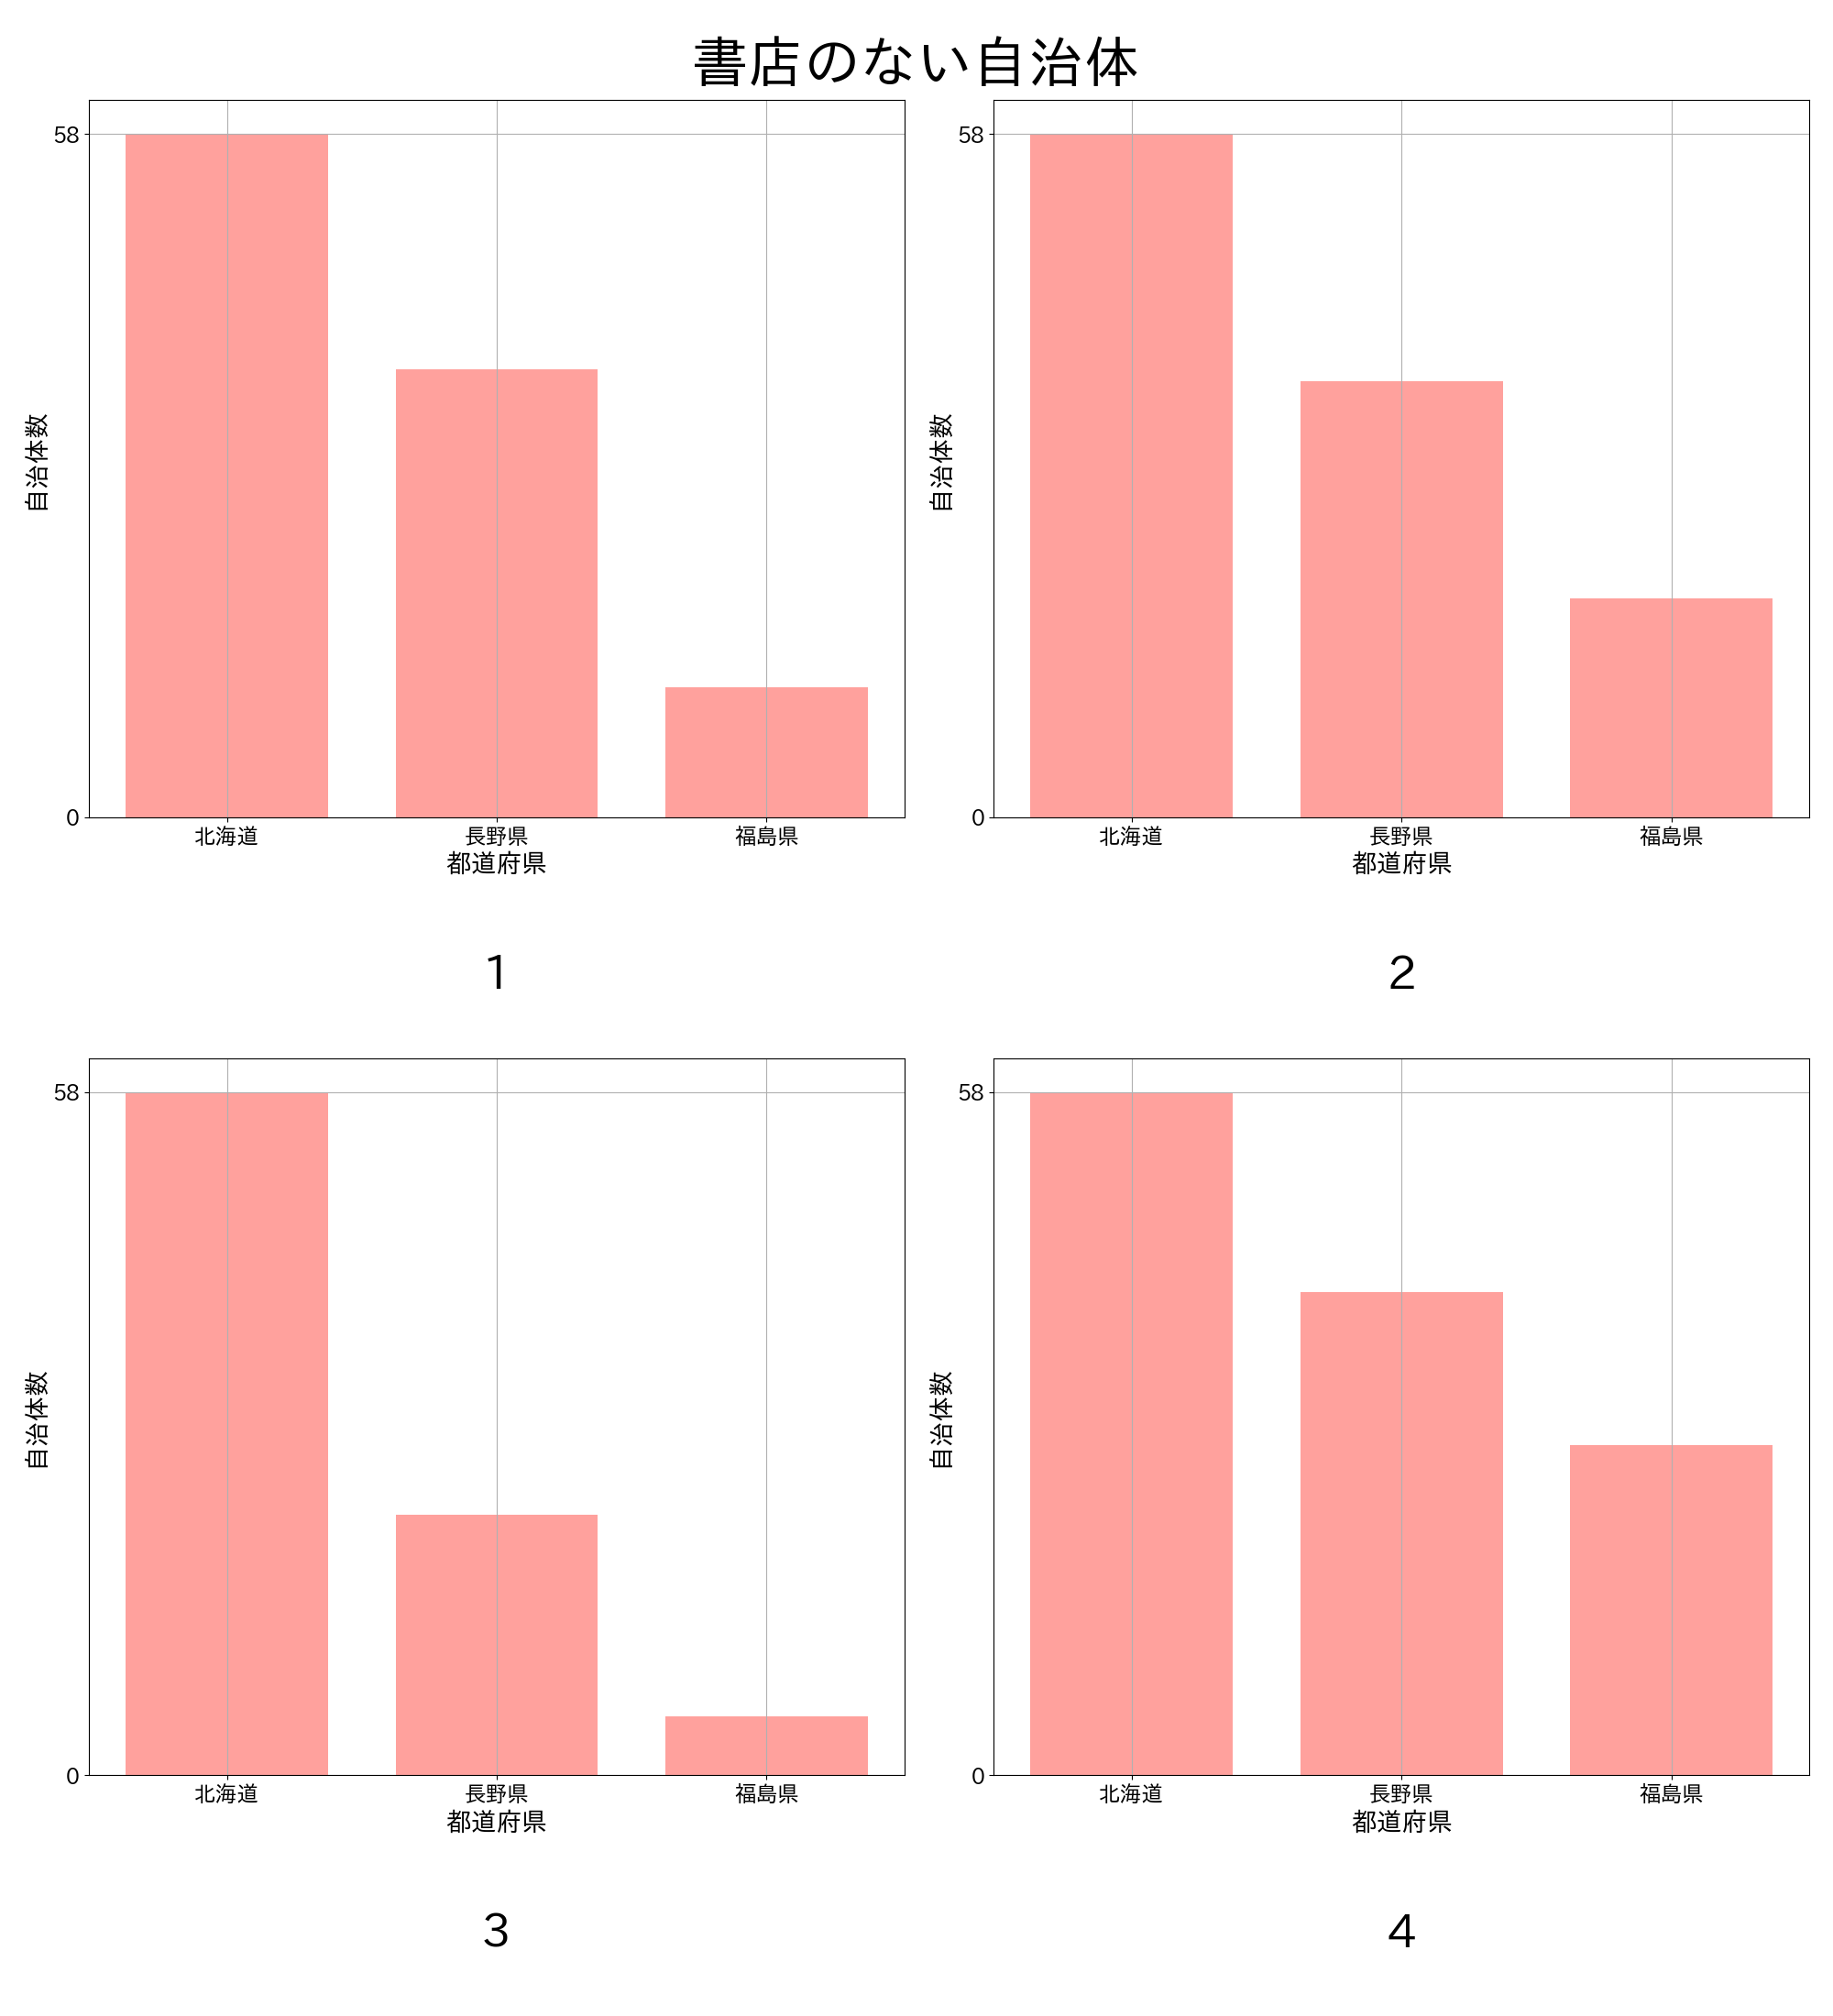 書店のない自治体
58
0
自治体数
北海道 長野県 福島県
都道府県
1
58
0
自治体数
北海道 長野県 福島県
都道府県
2
58
0
自治体数
北海道 長野県 福島県
都道府県
3
58
0
自治体数
北海道 長野県 福島県
都道府県
4